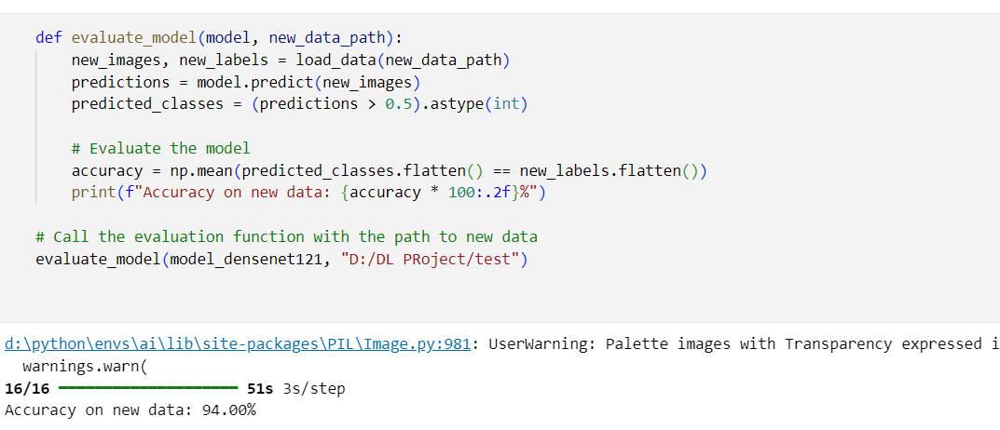 def evaluate_model(model, new_data_path):
    new_images, new_labels = load_data(new_data_path)
    predictions = model.predict(new_images)
    predicted_classes = (predictions > 0.5).astype(int)
    # Evaluate the model
    accuracy = np.mean(predicted_classes.flatten() == new_labels.flatten())
    print(f"Accuracy on new data: {accuracy * 100:.2f}%")
# Call the evaluation function with the path to new data
evaluate_model(model_densenet121, "D:/DL PRoject/test")
d:\python\envs\ai\lib\site-packages\PIL\Image.py:981: UserWarning: Palette images with Transparency expressed i
  warnings.warn(
16/16 51s 3s/step
Accuracy on new data: 94.00%